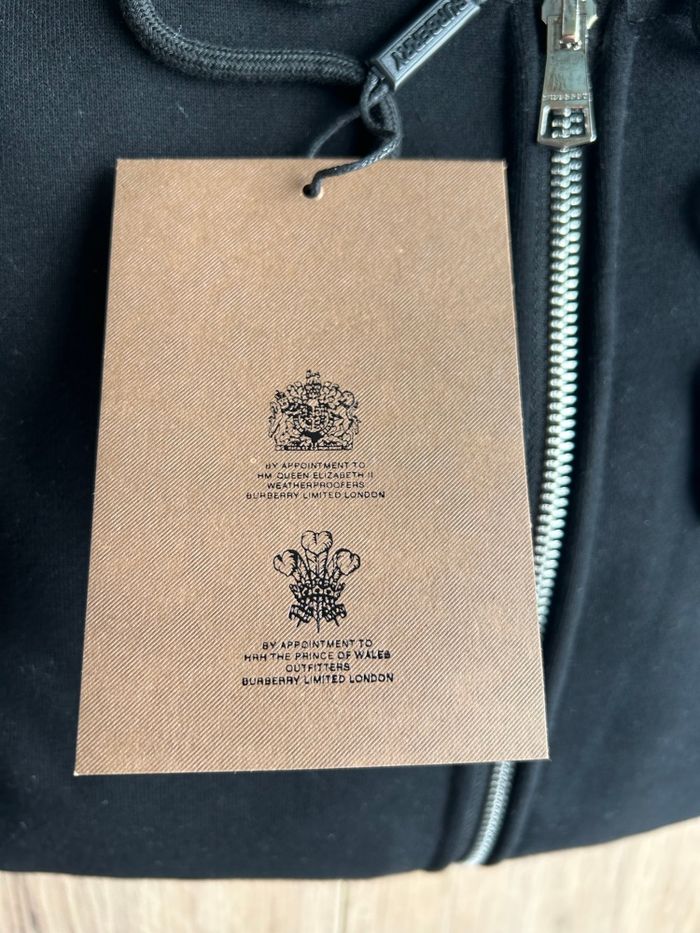 BURBERRY
BY APPOINTMENT TO
HM QUEEN ELIZABETH II
WEATHERPROOFERS
BURBERRY LIMITED LONDON
BY APPOINTMENT TO
HRH THE PRINCE OF WALES
OUTFITTERS
BURBERRY LIMITED LONDON